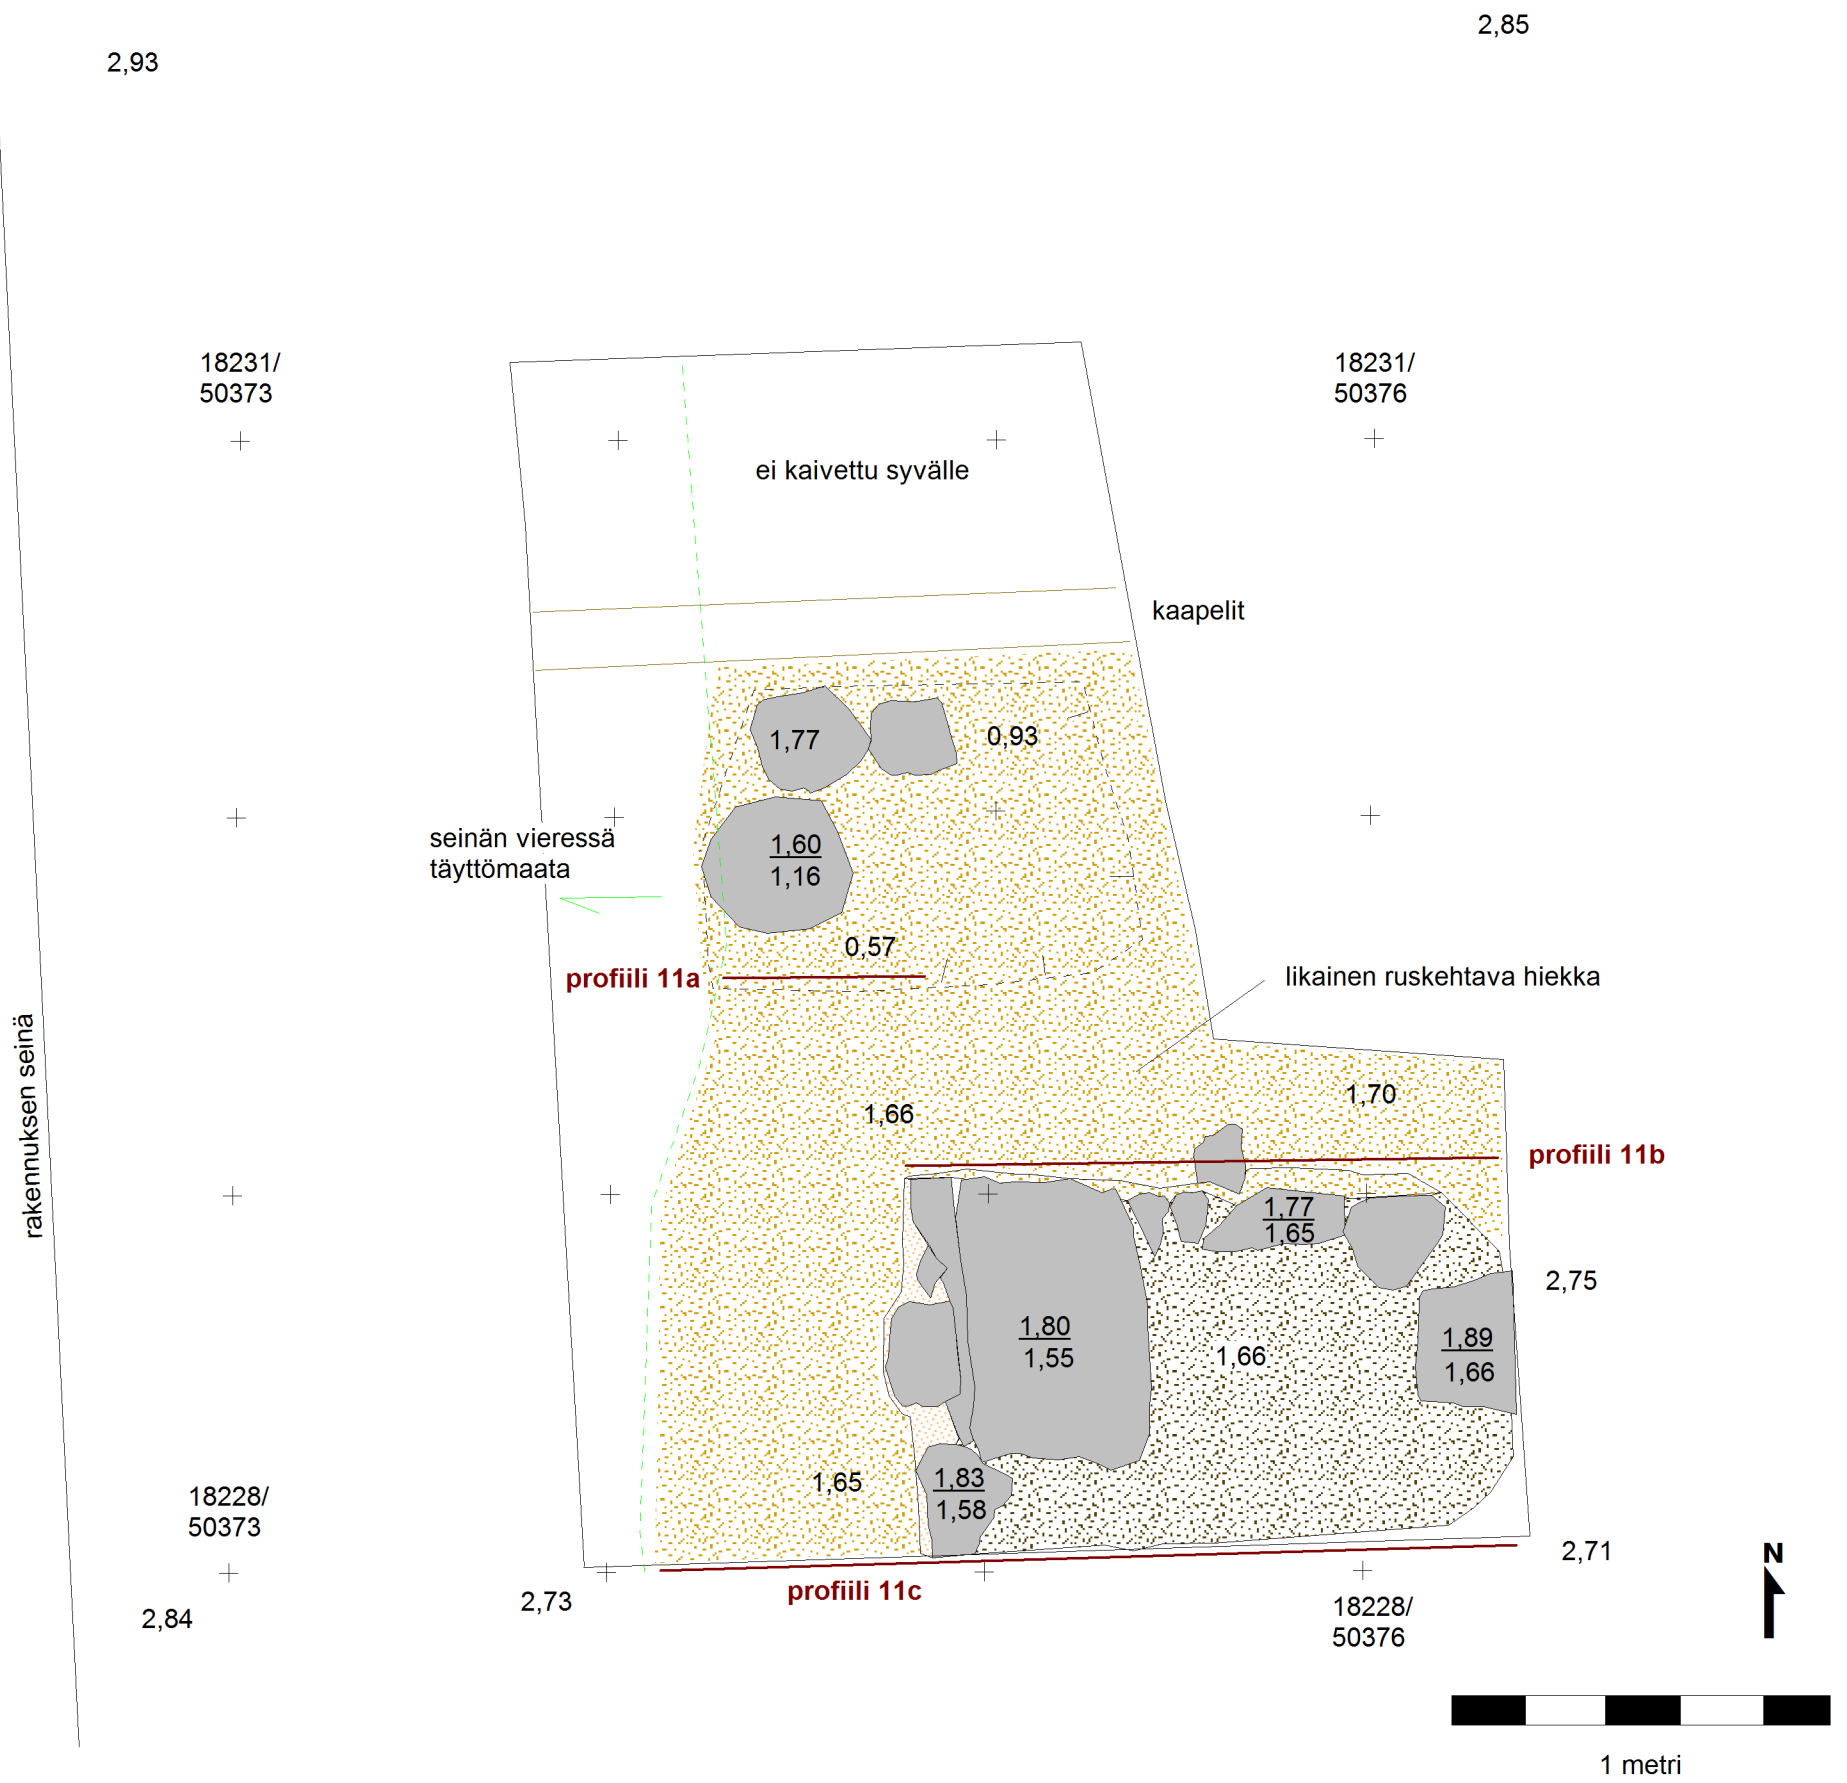 2,85
2,93
18231/
50373
18231/
50376
ei kaivettu syvälle
kaapelit
1,77
0,93
seinän vieressä
täyttömaata
1,60
1,16
0,57
profiili 11a
likainen ruskehtava hiekka
rakennuksen seinä
1,66
1,70
profiili 11b
1,77
1,65
2,75
1,80
1,55
1,66
1,89
1,66
1,65
1,83
1,58
18228/
50373
2,71
N
profiili 11c
2,73
2,84
18228/
50376
1 metri